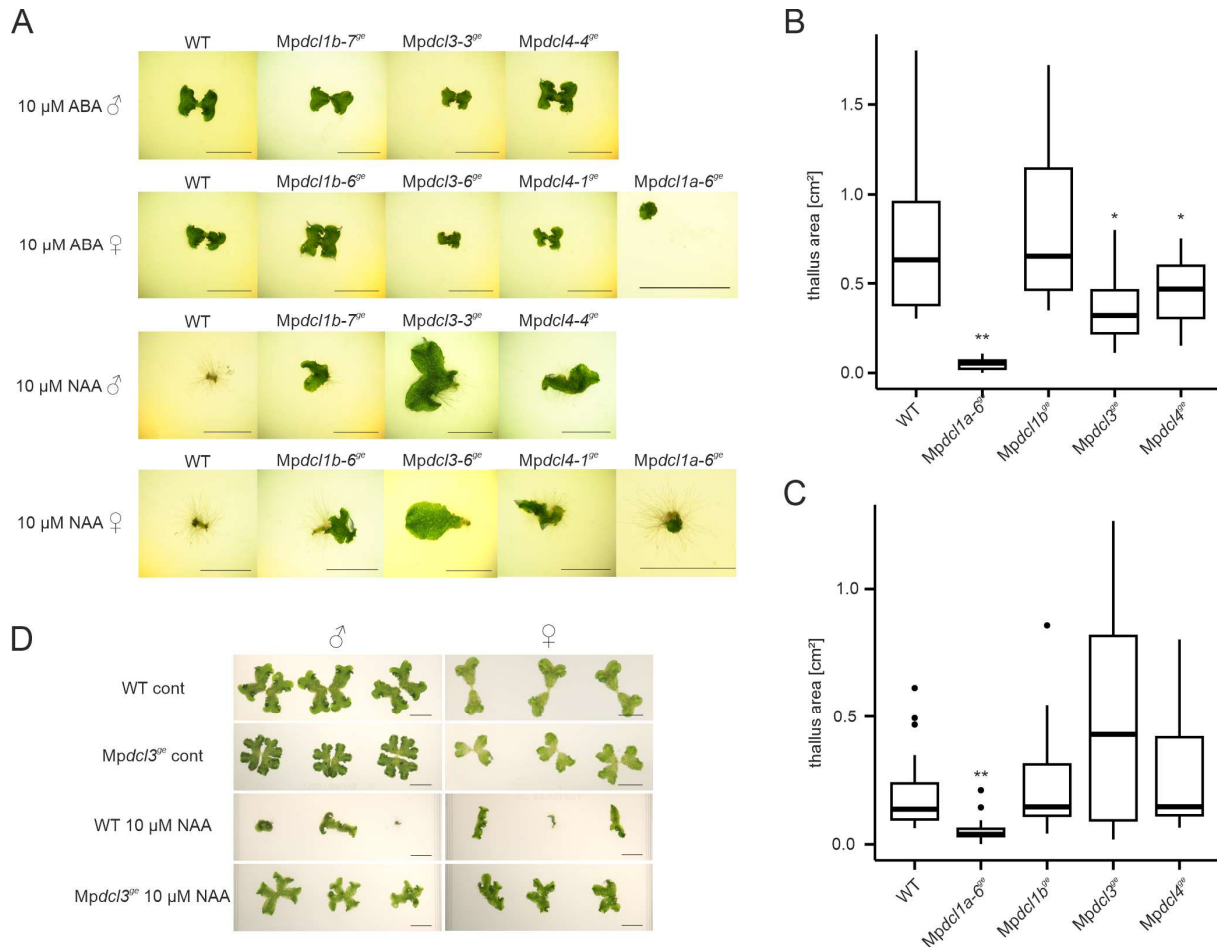 A
WT Mpdcl1b-7ge Mpdcl3-3ge Mpdcl4-4ge
10 µM ABA ♂
WT Mpdcl1b-6ge Mpdcl3-6ge Mpdcl4-1ge Mpdcl1a-6ge
10 µM ABA ♀
WT Mpdcl1b-7ge Mpdcl3-3ge Mpdcl4-4ge
10 µM NAA ♂
WT Mpdcl1b-6ge Mpdcl3-6ge Mpdcl4-1ge Mpdcl1a-6ge
10 µM NAA ♀
B
thallus area [cm²]
1.5
1.0
0.5
0.0
**
*
*
WT
Mpdcl1a-6ge
Mpdcl1bge
Mpdcl3ge
Mpdcl4ge
C
thallus area [cm²]
1.0
0.5
0.0
**
WT
Mpdcl1a-6ge
Mpdcl1bge
Mpdcl3ge
Mpdcl4ge
D
♂ ♀
WT cont
Mpdcl3ge cont
WT 10 µM NAA
Mpdcl3ge 10 µM NAA